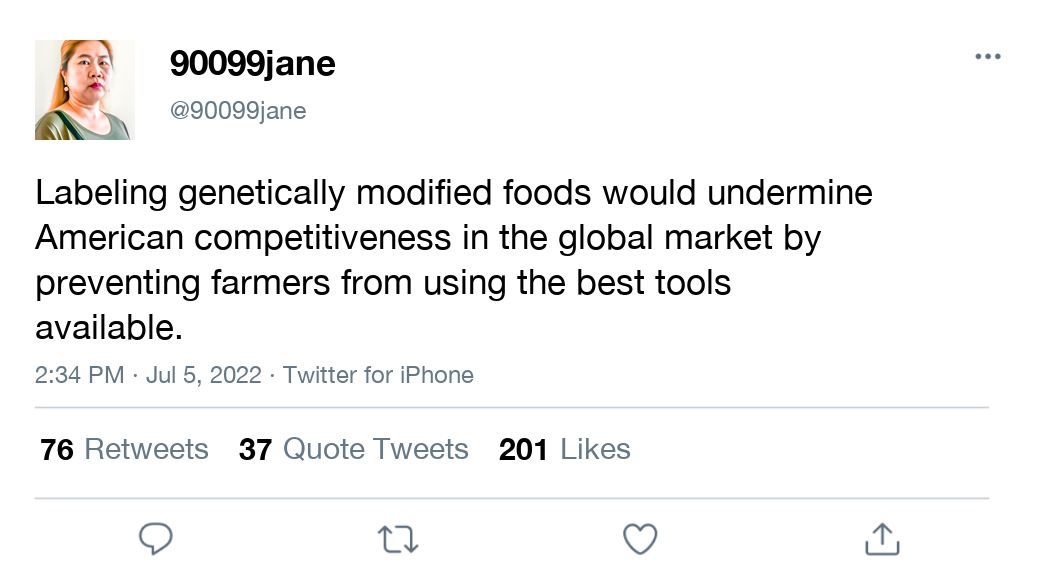 90099jane
@90099jane
Labeling genetically modified foods would undermine
American competitiveness in the global market by
preventing farmers from using the best tools
available.
2:34 PM · Jul 5, 2022 · Twitter for iPhone
76 Retweets 37 Quote Tweets 201 Likes